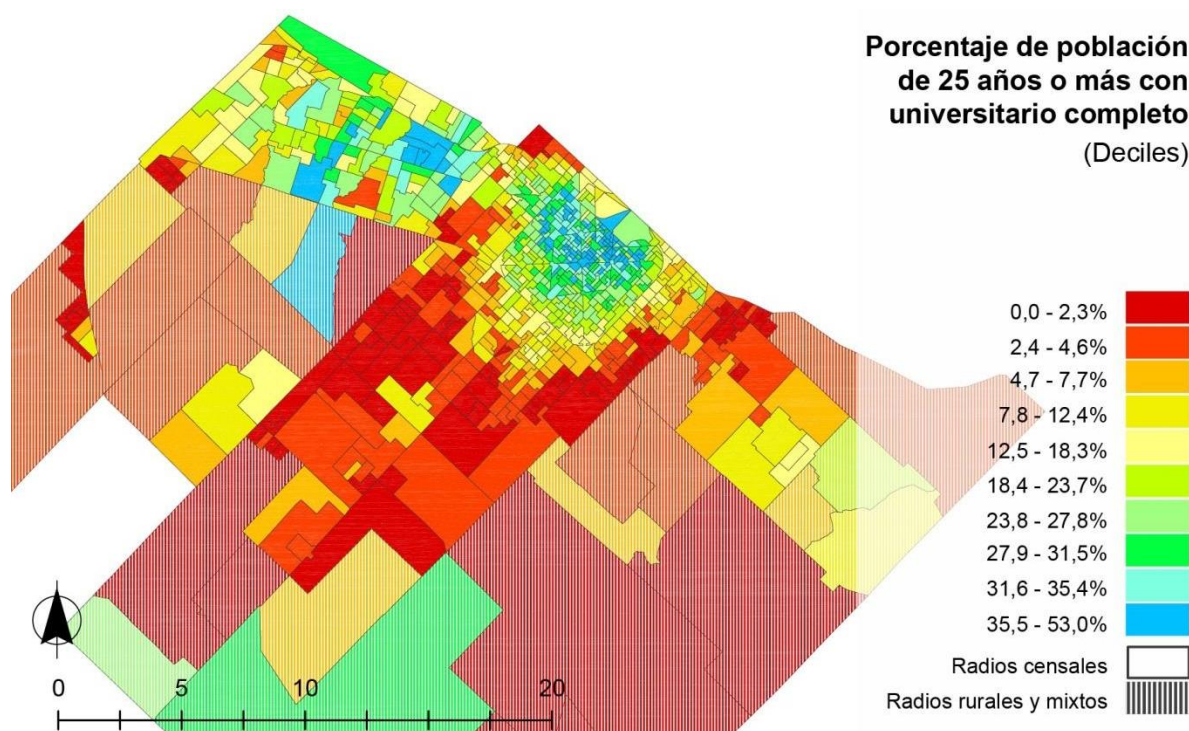 Porcentaje de población
de 25 años o más con
universitario completo
(Deciles)
0,0 - 2,3%
2,4 - 4,6%
4,7 - 7,7%
7,8 - 12,4%
12,5 - 18,3%
18,4 - 23,7%
23,8 - 27,8%
27,9 - 31,5%
31,6 - 35,4%
35,5 - 53,0%
Radios censales
Radios rurales y mixtos
0 5 10 20